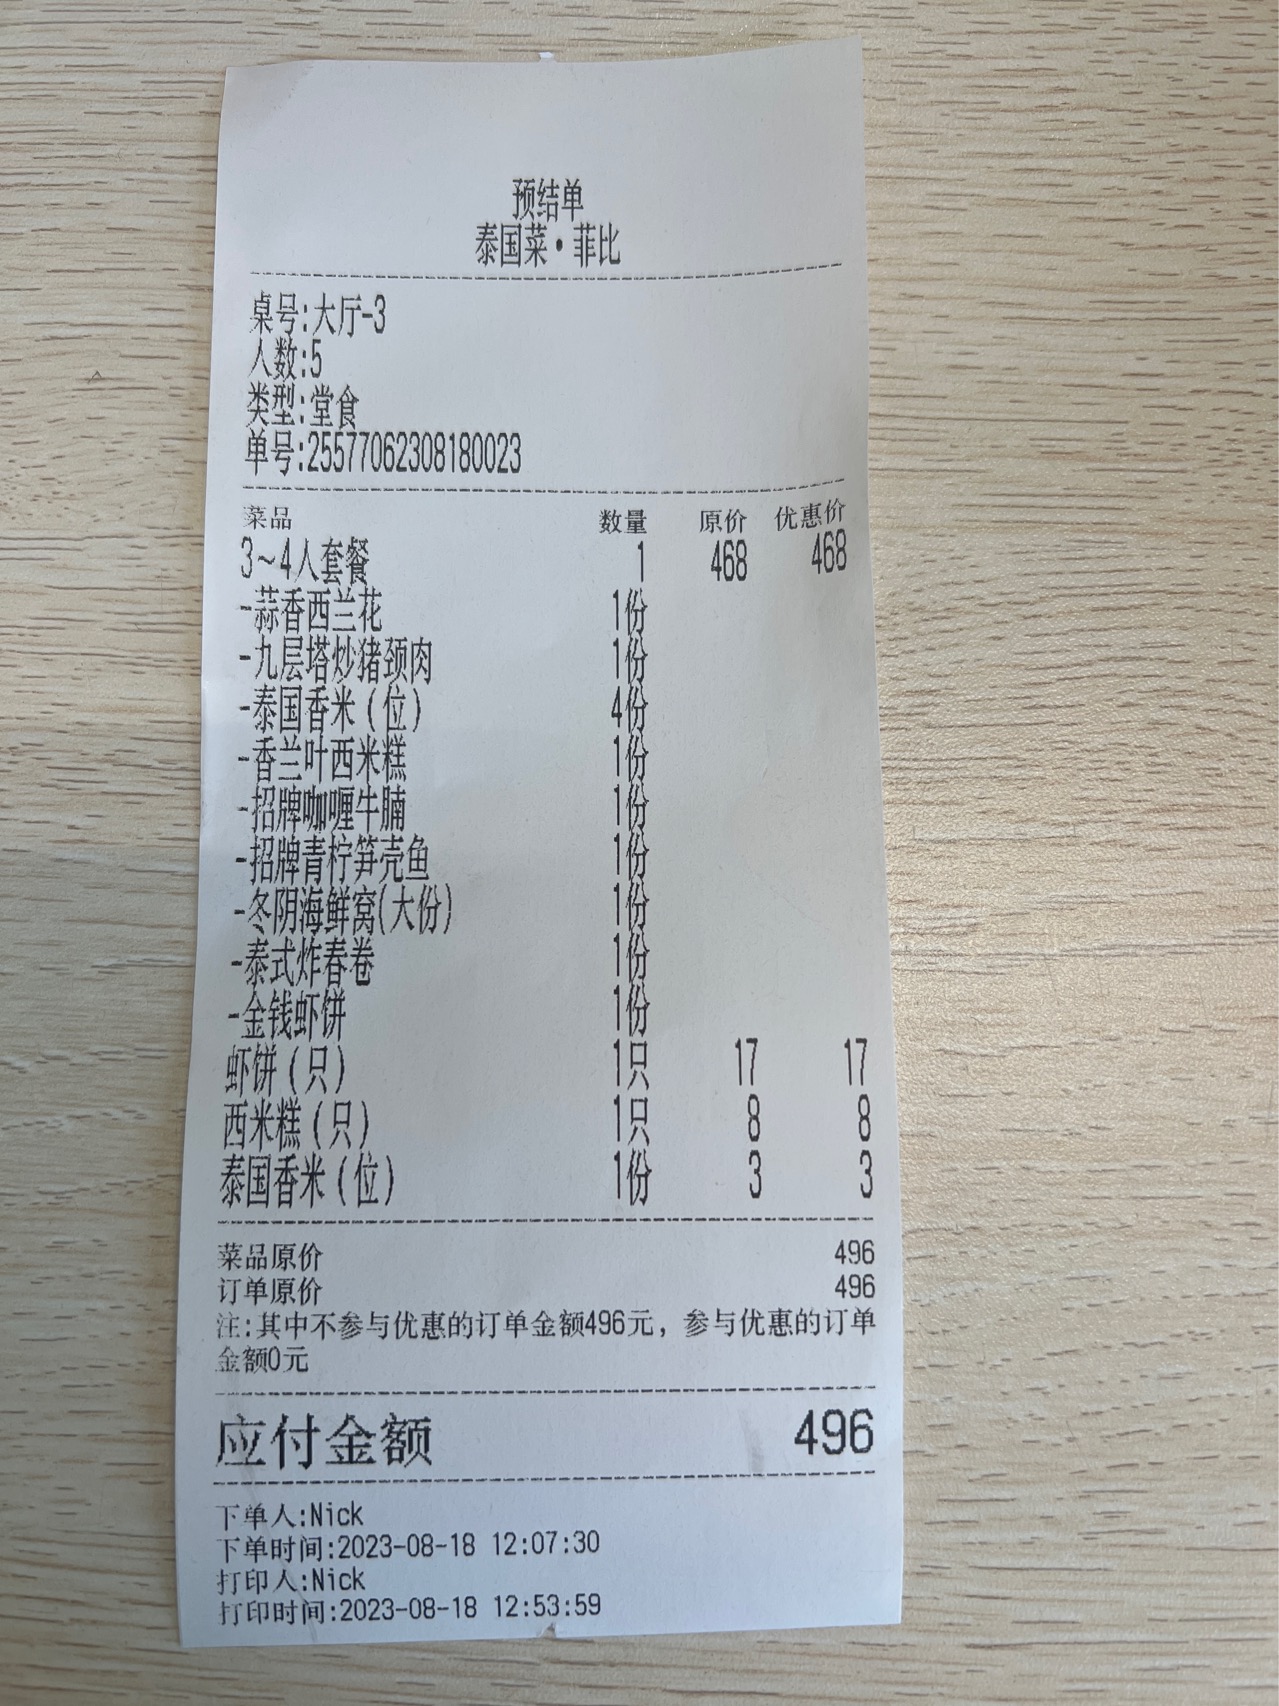 预结单
泰国菜•菲比
桌号:大厅-3
人数:5
类型:堂食
单号:25577062308180023
菜品 数量 原价 优惠价
3~4人套餐 1 468 468
-蒜香西兰花 1份
-九层塔炒猪颈肉 1份
-泰国香米(位) 4份
-香兰叶西米糕 1份
-招牌咖喱牛腩 1份
-招牌青柠笋壳鱼 1份
-冬阴海鲜窝(大份) 1份
-泰式炸春卷 1份
-金钱虾饼 1份
虾饼(只) 1只 17 17
西米糕(只) 1只 8 8
泰国香米(位) 1份 3 3
菜品原价 496
订单原价 496
注:其中不参与优惠的订单金额496元，参与优惠的订单
金额0元
应付金额 496
下单人:Nick
下单时间:2023-08-18 12:07:30
打印人:Nick
打印时间:2023-08-18 12:53:59